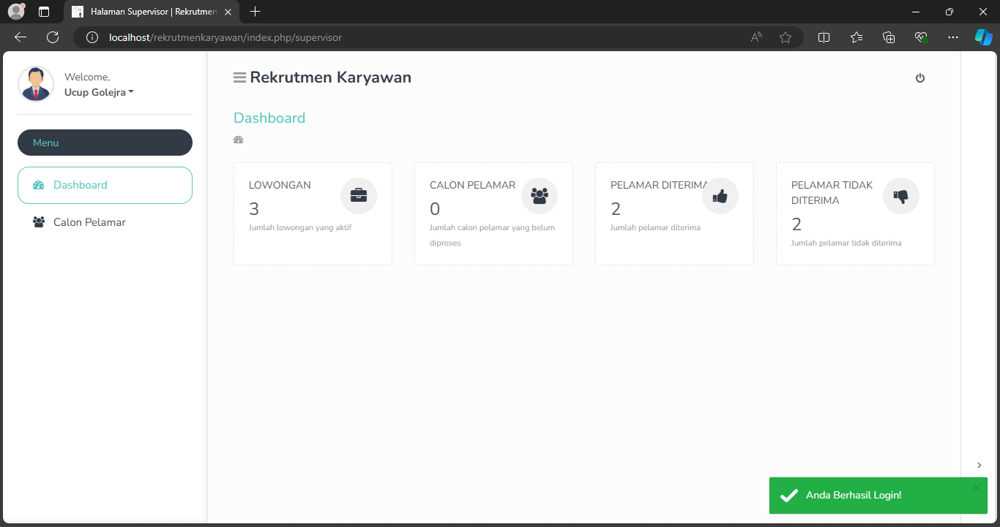 Halaman Supervisor | Rekrutmen
localhost/rekrutmenkaryawan/index.php/supervisor
Welcome,
Ucup Golejra
Menu
Dashboard
Calon Pelamar
Rekrutmen Karyawan
Dashboard
LOWONGAN
3
Jumlah lowongan yang aktif
CALON PELAMAR
0
Jumlah calon pelamar yang belum
diproses
PELAMAR DITERIMA
2
Jumlah pelamar diterima
PELAMAR TIDAK
DITERIMA
2
Jumlah pelamar tidak diterima
Anda Berhasil Login!